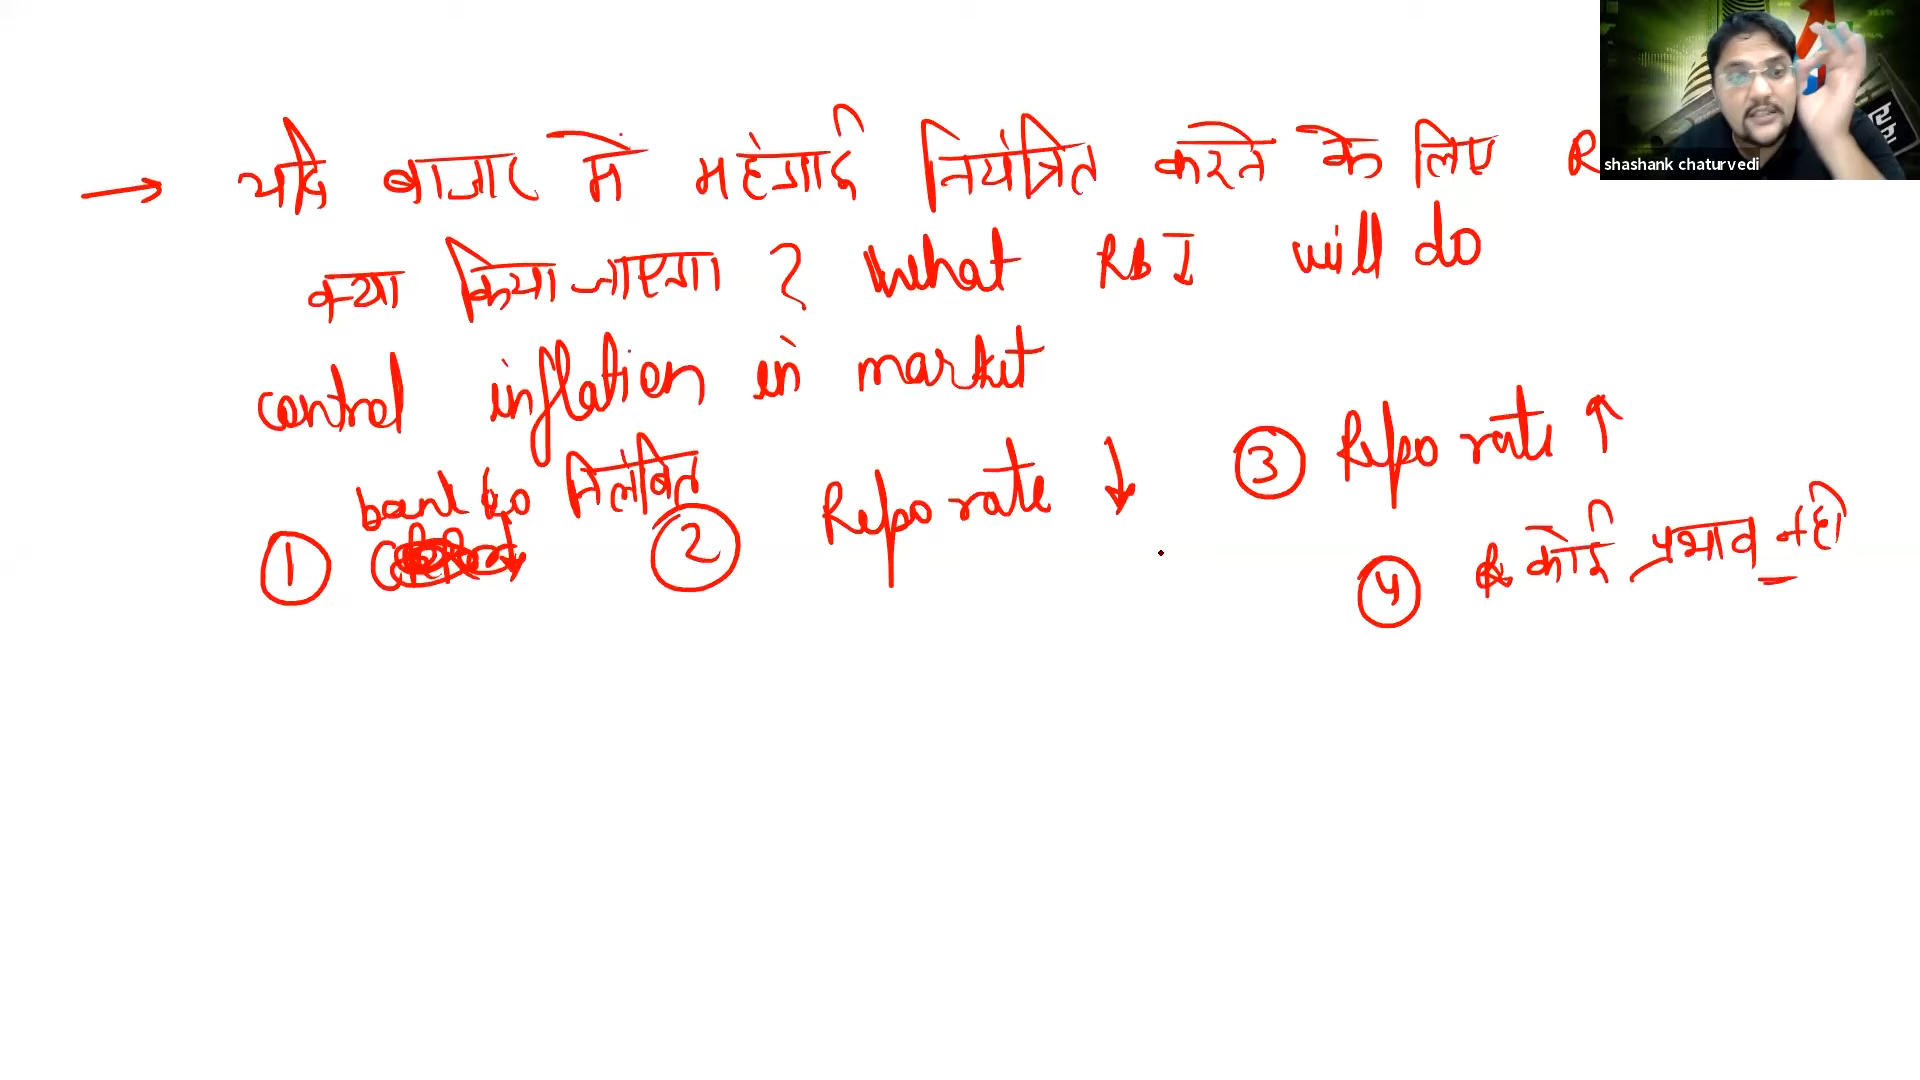 → यदि बाजार में महंगाई नियंत्रित करने के लिए R
क्या किया जाएगा ? What RBI will do
control inflation in market
① bank ko निलंबित
② Repo rate ↓
③ Repo rate ↑
④ कोई प्रभाव नहीं
shashank chaturvedi